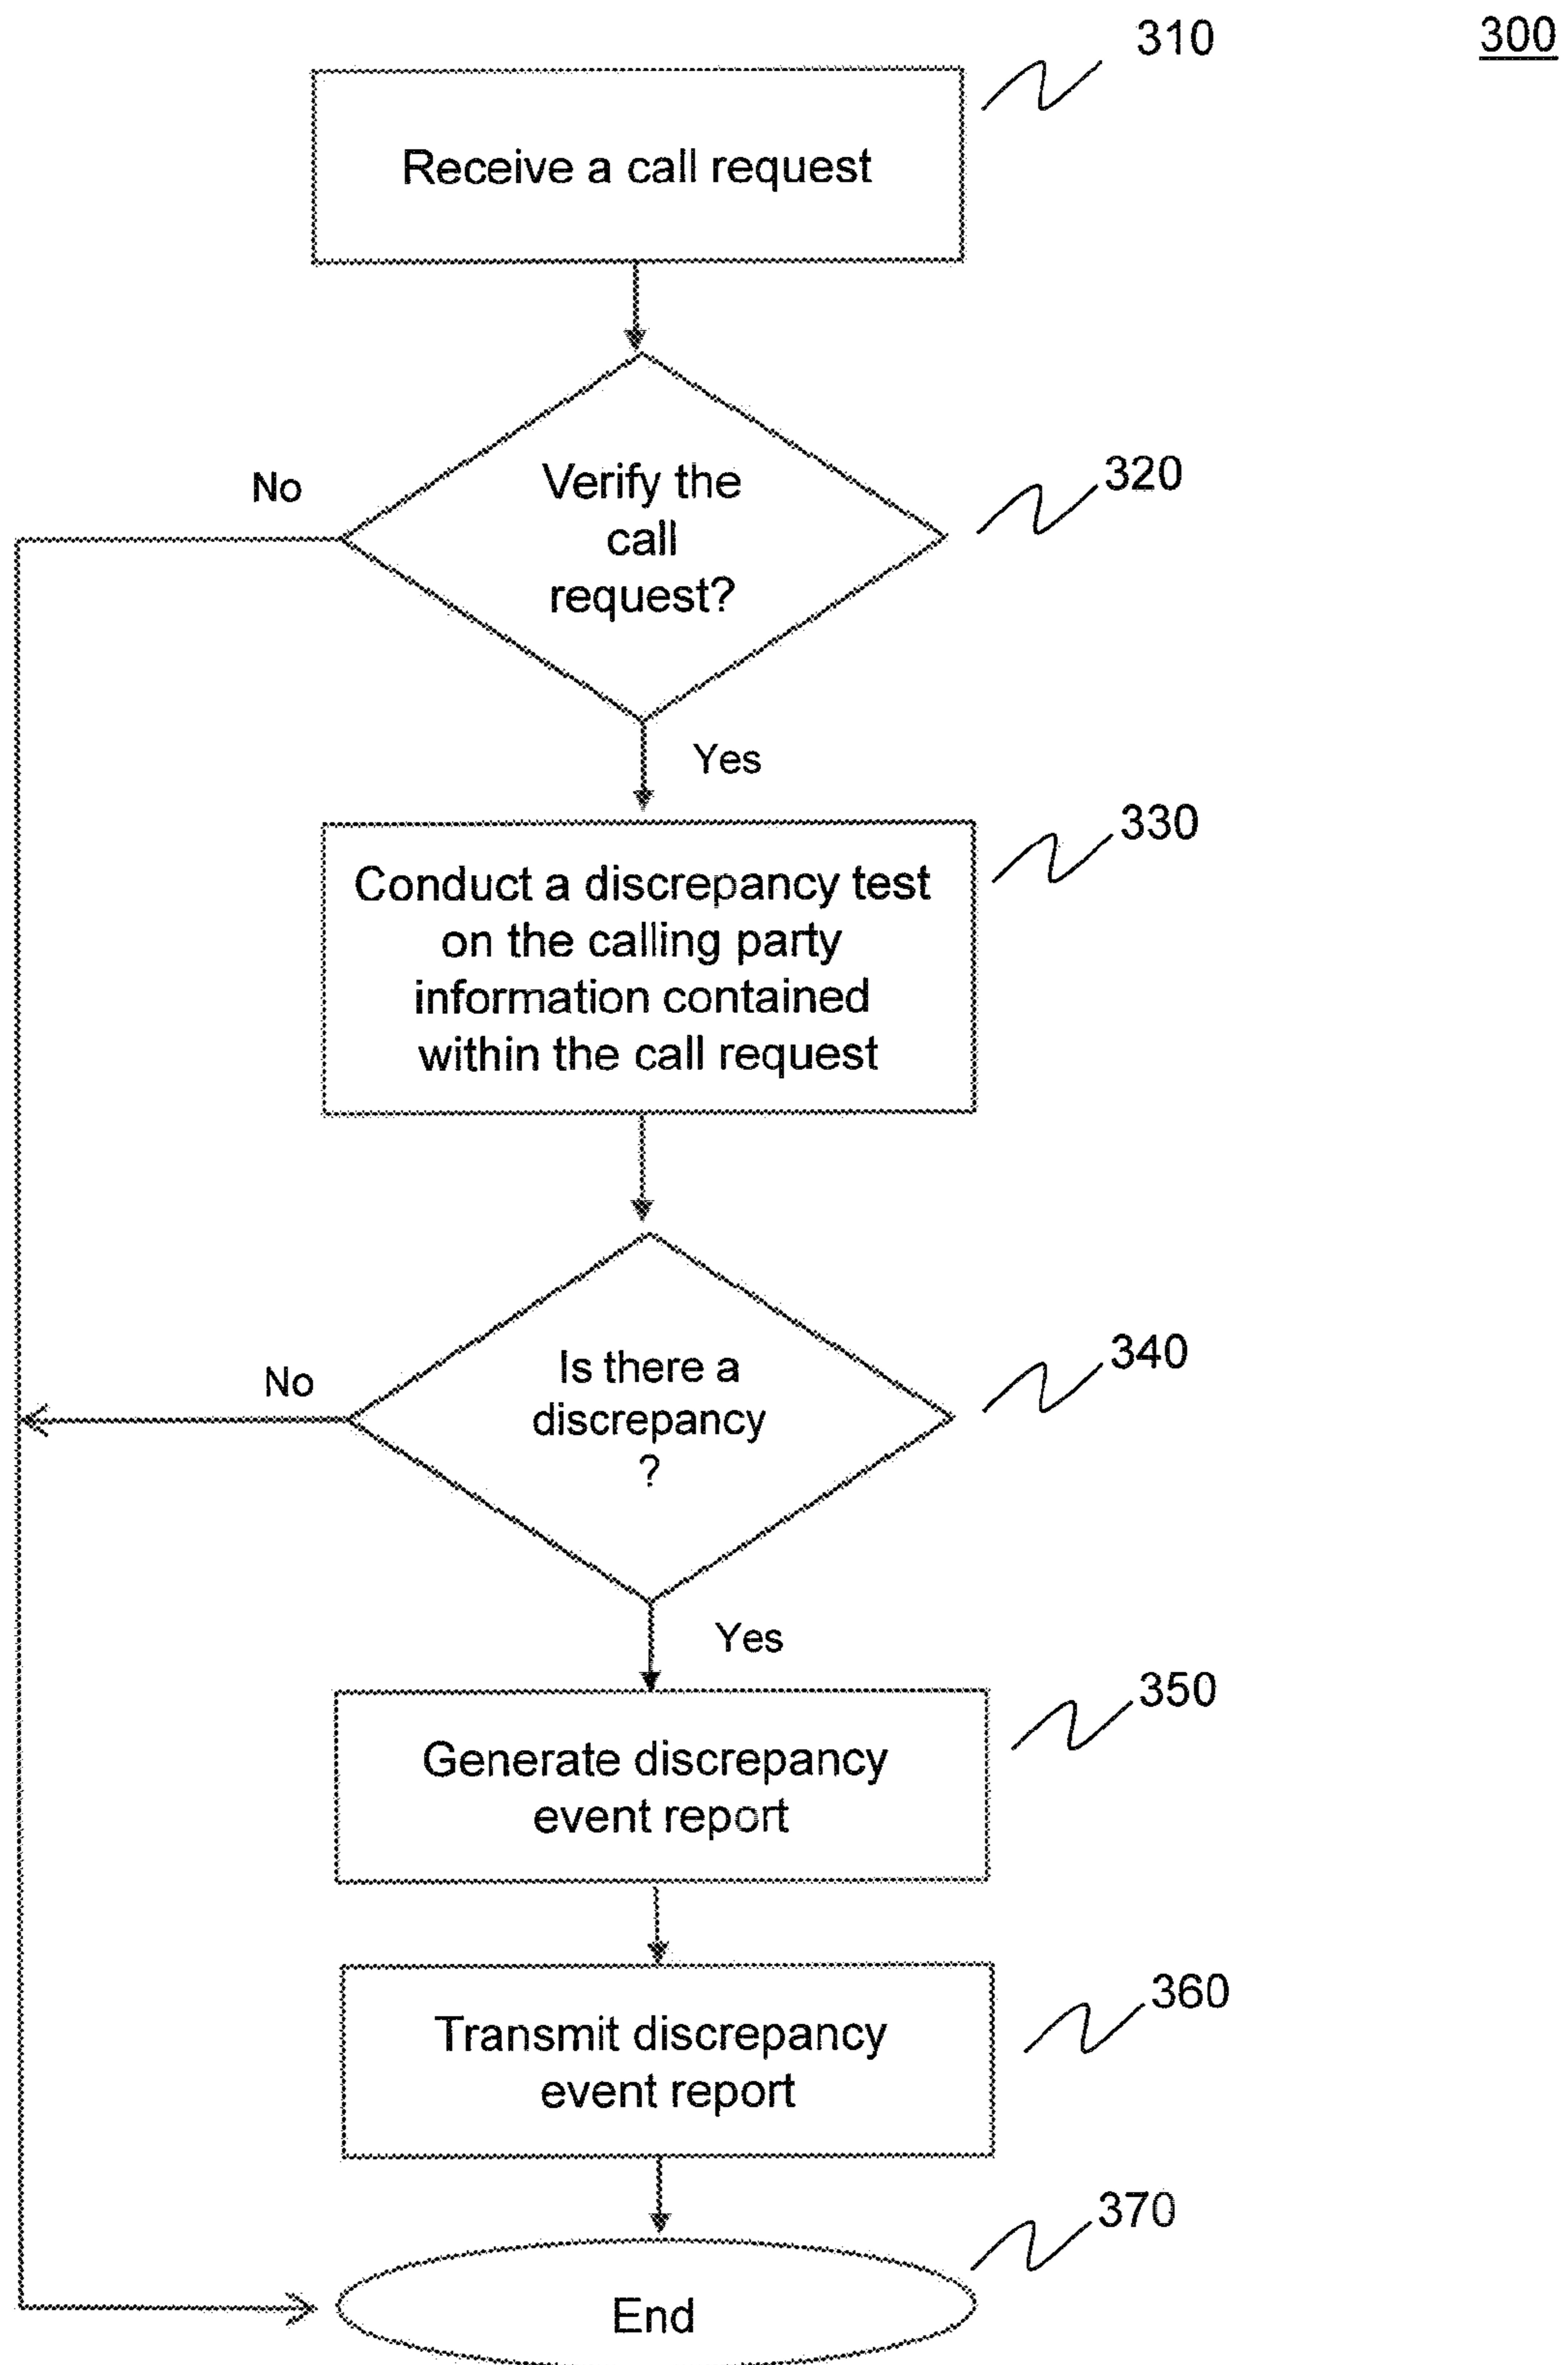 310
300
Receive a call request
No
Verify the
call
request?
320
Yes
330
Conduct a discrepancy test
on the calling party
information contained
within the call request
No
Is there a
discrepancy
?
340
Yes
350
Generate discrepancy
event report
360
Transmit discrepancy
event report
370
End